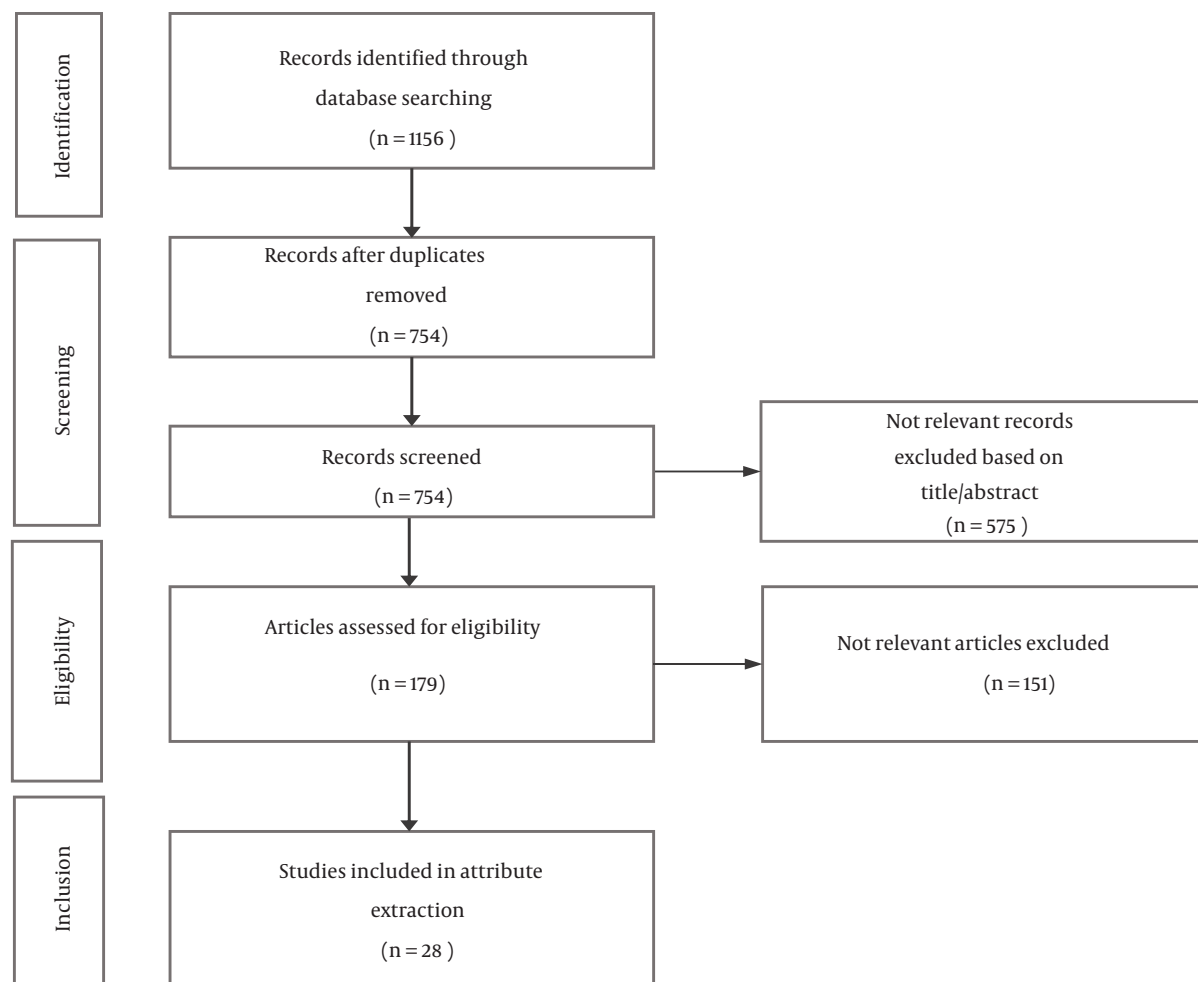 Identification
Records identified through
database searching
(n = 1156 )
Screening
Records after duplicates
removed
(n = 754)
Records screened
(n = 754)
Not relevant records
excluded based on
title/abstract
(n = 575 )
Eligibility
Articles assessed for eligibility
(n = 179)
Not relevant articles excluded
(n = 151)
Inclusion
Studies included in attribute
extraction
(n = 28 )